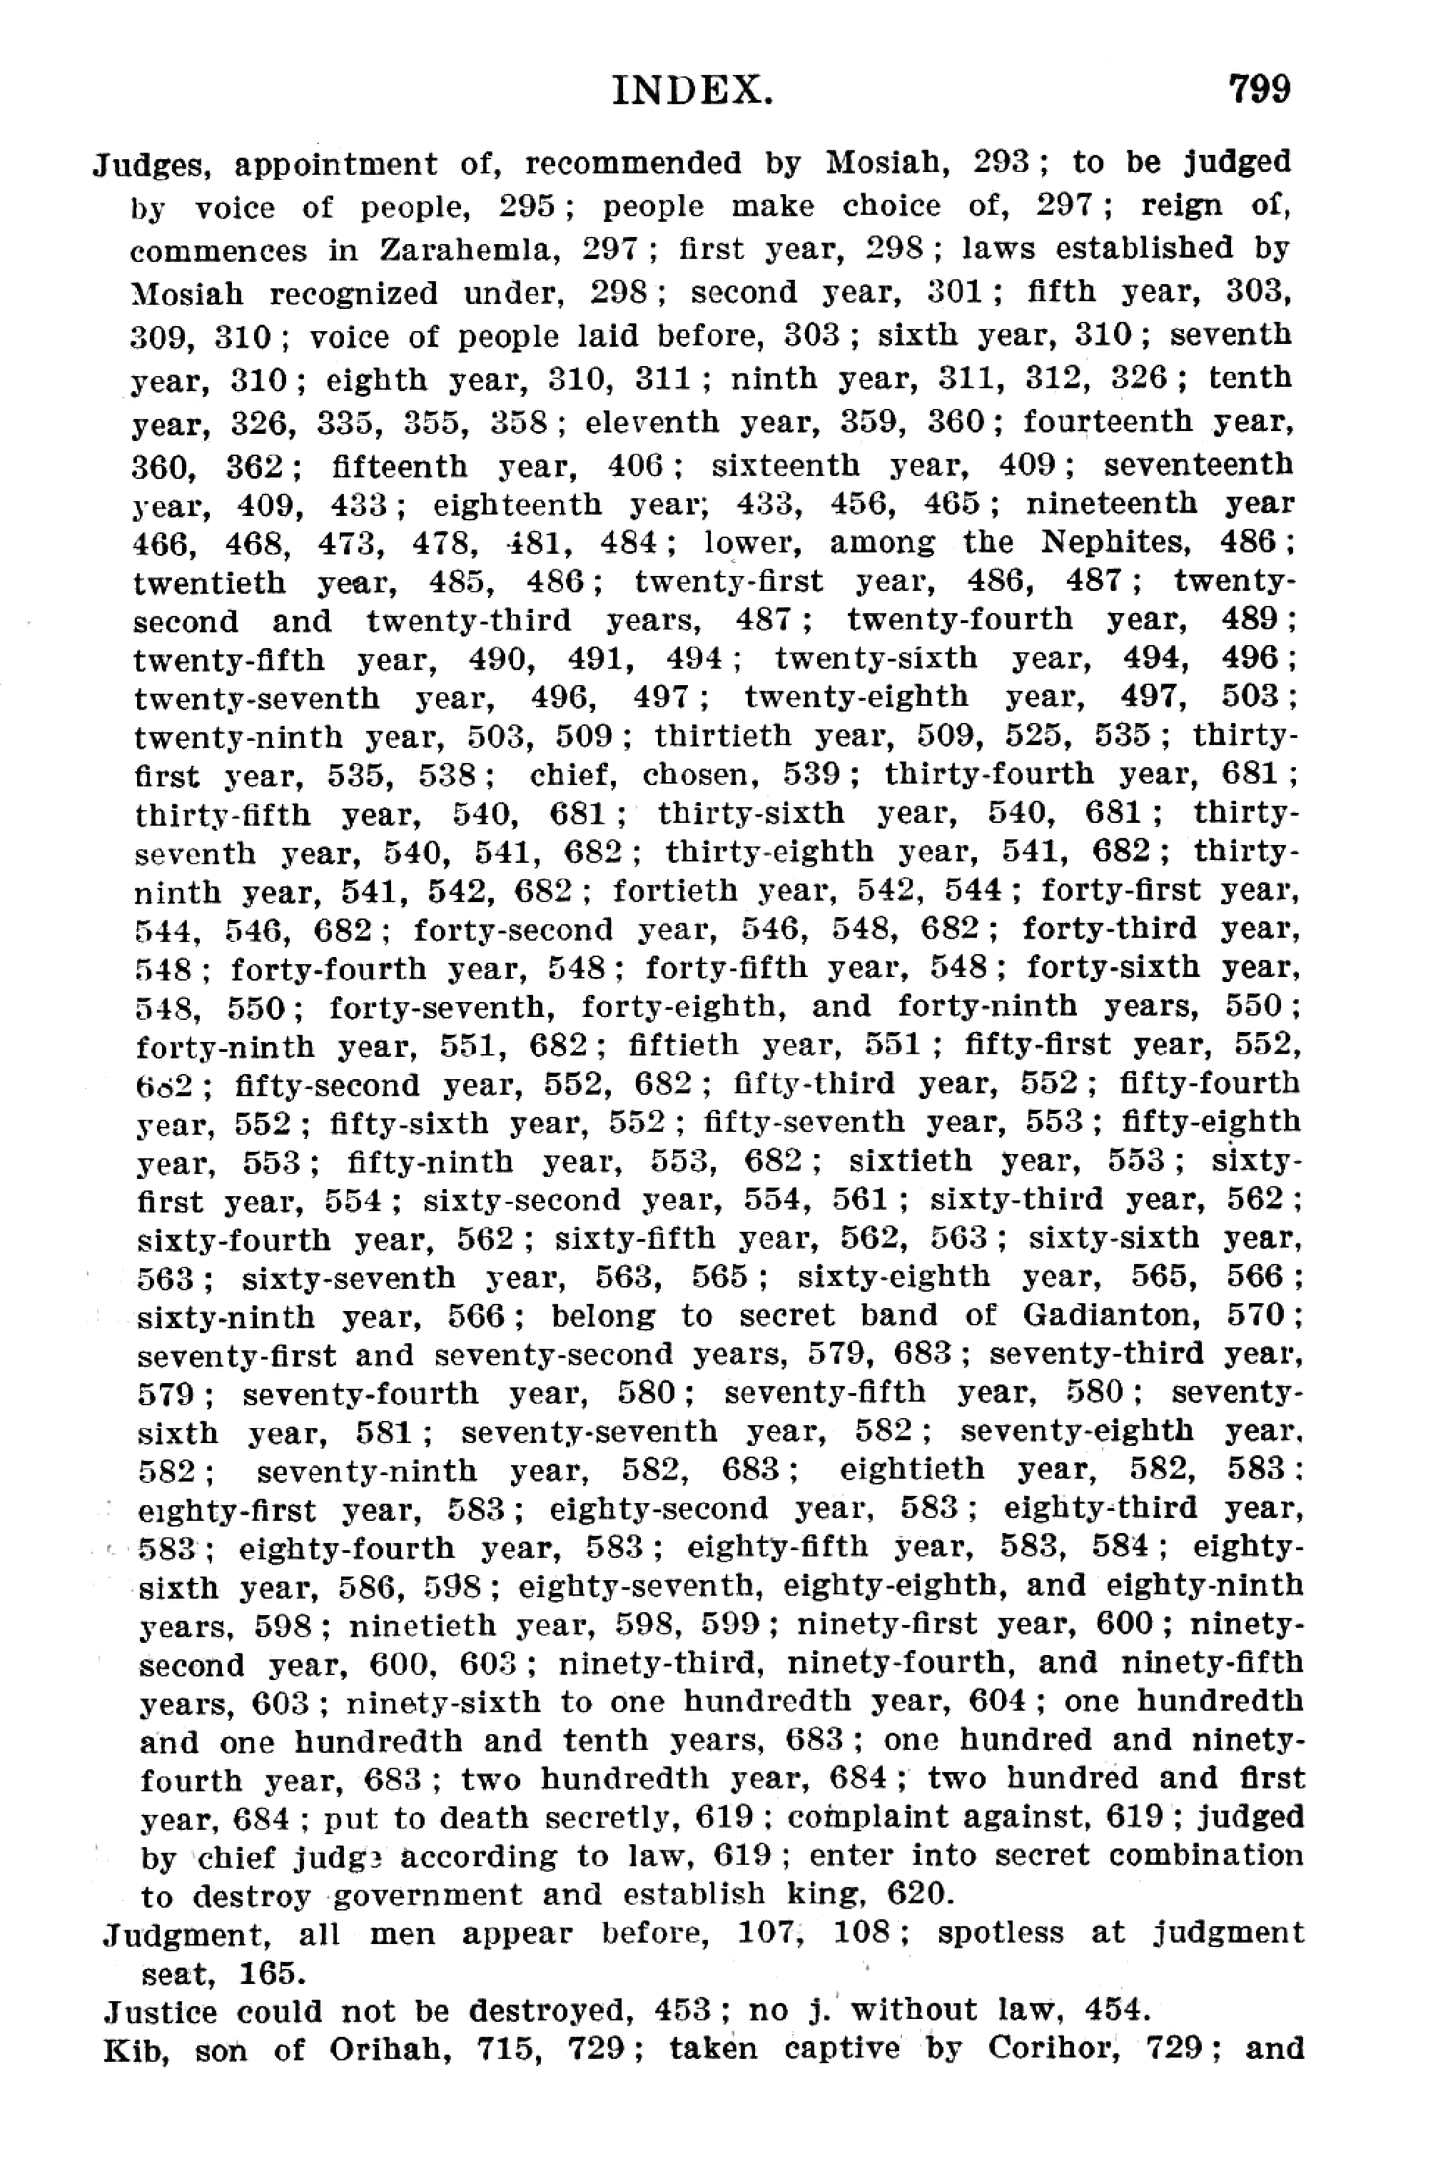 INDEX. 799
Judges, appointment of, recommended by Mosiah, 293 ; to be judged
by voice of people, 295 ; people make choice of, 297 ; reign of,
commences in Zarahemla, 297 ; first year, 298 ; laws established by
Mosiah recognized under, 298 ; second year, 301 ; fifth year, 303,
309, 310 ; voice of people laid before, 303 ; sixth year, 310 ; seventh
year, 310 ; eighth year, 310, 311 ; ninth year, 311, 312, 326 ; tenth
year, 326, 335, 355, 358 ; eleventh year, 359, 360 ; fourteenth year,
360, 362 ; fifteenth year, 406 ; sixteenth year, 409 ; seventeenth
year, 409, 433 ; eighteenth year; 433, 456, 465 ; nineteenth year
466, 468, 473, 478, 481, 484 ; lower, among the Nephites, 486 ;
twentieth year, 485, 486 ; twenty-first year, 486, 487 ; twenty-
second and twenty-third years, 487 ; twenty-fourth year, 489 ;
twenty-fifth year, 490, 491, 494 ; twenty-sixth year, 494, 496 ;
twenty-seventh year, 496, 497 ; twenty-eighth year, 497, 503 ;
twenty-ninth year, 503, 509 ; thirtieth year, 509, 525, 535 ; thirty-
first year, 535, 538 ; chief, chosen, 539 ; thirty-fourth year, 681 ;
thirty-fifth year, 540, 681 ; thirty-sixth year, 540, 681 ; thirty-
seventh year, 540, 541, 682 ; thirty-eighth year, 541, 682 ; thirty-
ninth year, 541, 542, 682 ; fortieth year, 542, 544 ; forty-first year,
544, 546, 682 ; forty-second year, 546, 548, 682 ; forty-third year,
548 ; forty-fourth year, 548 ; forty-fifth year, 548 ; forty-sixth year,
548, 550 ; forty-seventh, forty-eighth, and forty-ninth years, 550 ;
forty-ninth year, 551, 682 ; fiftieth year, 551 ; fifty-first year, 552,
682 ; fifty-second year, 552, 682 ; fifty-third year, 552 ; fifty-fourth
year, 552 ; fifty-sixth year, 552 ; fifty-seventh year, 553 ; fifty-eighth
year, 553 ; fifty-ninth year, 553, 682 ; sixtieth year, 553 ; sixty-
first year, 554 ; sixty-second year, 554, 561 ; sixty-third year, 562 ;
sixty-fourth year, 562 ; sixty-fifth year, 562, 563 ; sixty-sixth year,
563 ; sixty-seventh year, 563, 565 ; sixty-eighth year, 565, 566 ;
sixty-ninth year, 566 ; belong to secret band of Gadianton, 570 ;
seventy-first and seventy-second years, 579, 683 ; seventy-third year,
579 ; seventy-fourth year, 580 ; seventy-fifth year, 580 ; seventy-
sixth year, 581 ; seventy-seventh year, 582 ; seventy-eighth year,
582 ; seventy-ninth year, 582, 683 ; eightieth year, 582, 583 :
eighty-first year, 583 ; eighty-second year, 583 ; eighty-third year,
583 ; eighty-fourth year, 583 ; eighty-fifth year, 583, 584 ; eighty-
sixth year, 586, 598 ; eighty-seventh, eighty-eighth, and eighty-ninth
years, 598 ; ninetieth year, 598, 599 ; ninety-first year, 600 ; ninety-
second year, 600, 603 ; ninety-third, ninety-fourth, and ninety-fifth
years, 603 ; ninety-sixth to one hundredth year, 604 ; one hundredth
and one hundredth and tenth years, 683 ; one hundred and ninety-
fourth year, 683 ; two hundredth year, 684 ; two hundred and first
year, 684 ; put to death secretly, 619 ; complaint against, 619 ; judged
by chief judge according to law, 619 ; enter into secret combination
to destroy government and establish king, 620.
Judgment, all men appear before, 107, 108 ; spotless at judgment
seat, 165.
Justice could not be destroyed, 453 ; no j. without law, 454.
Kib, son of Orihah, 715, 729 ; taken captive by Corihor, 729 ; and